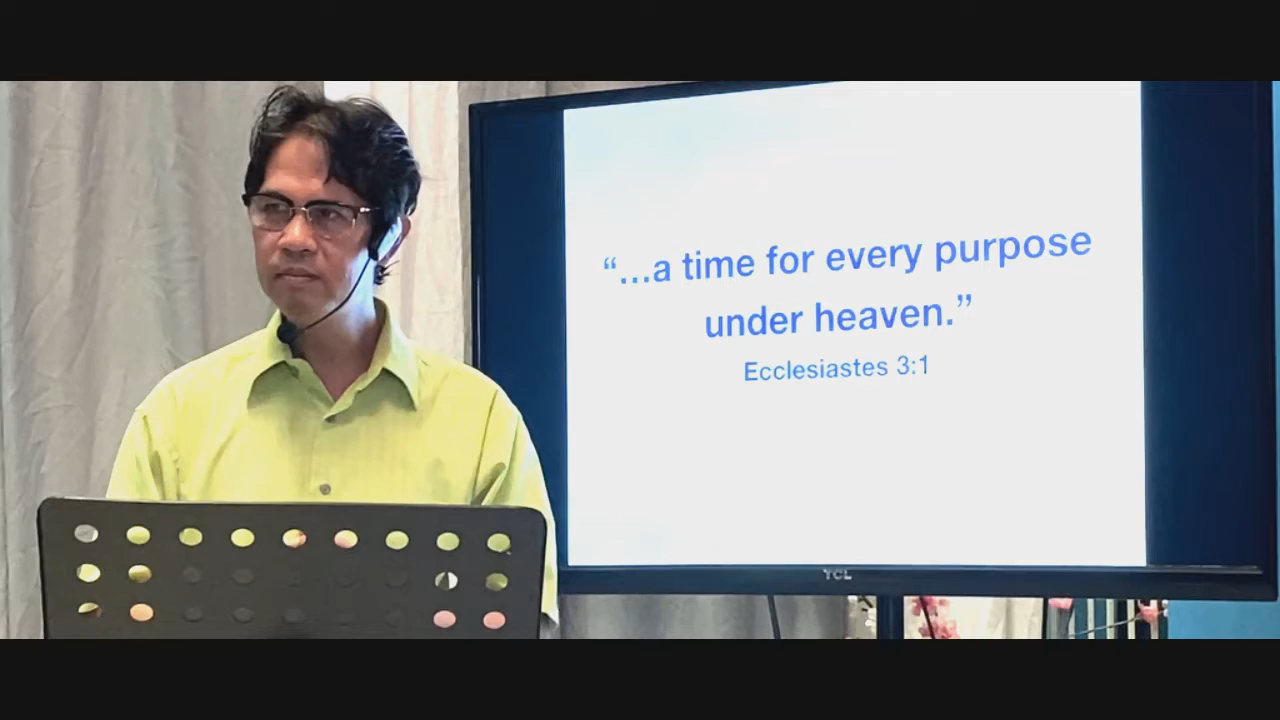 “...a time for every purpose
under heaven.”
Ecclesiastes 3:1
TCL